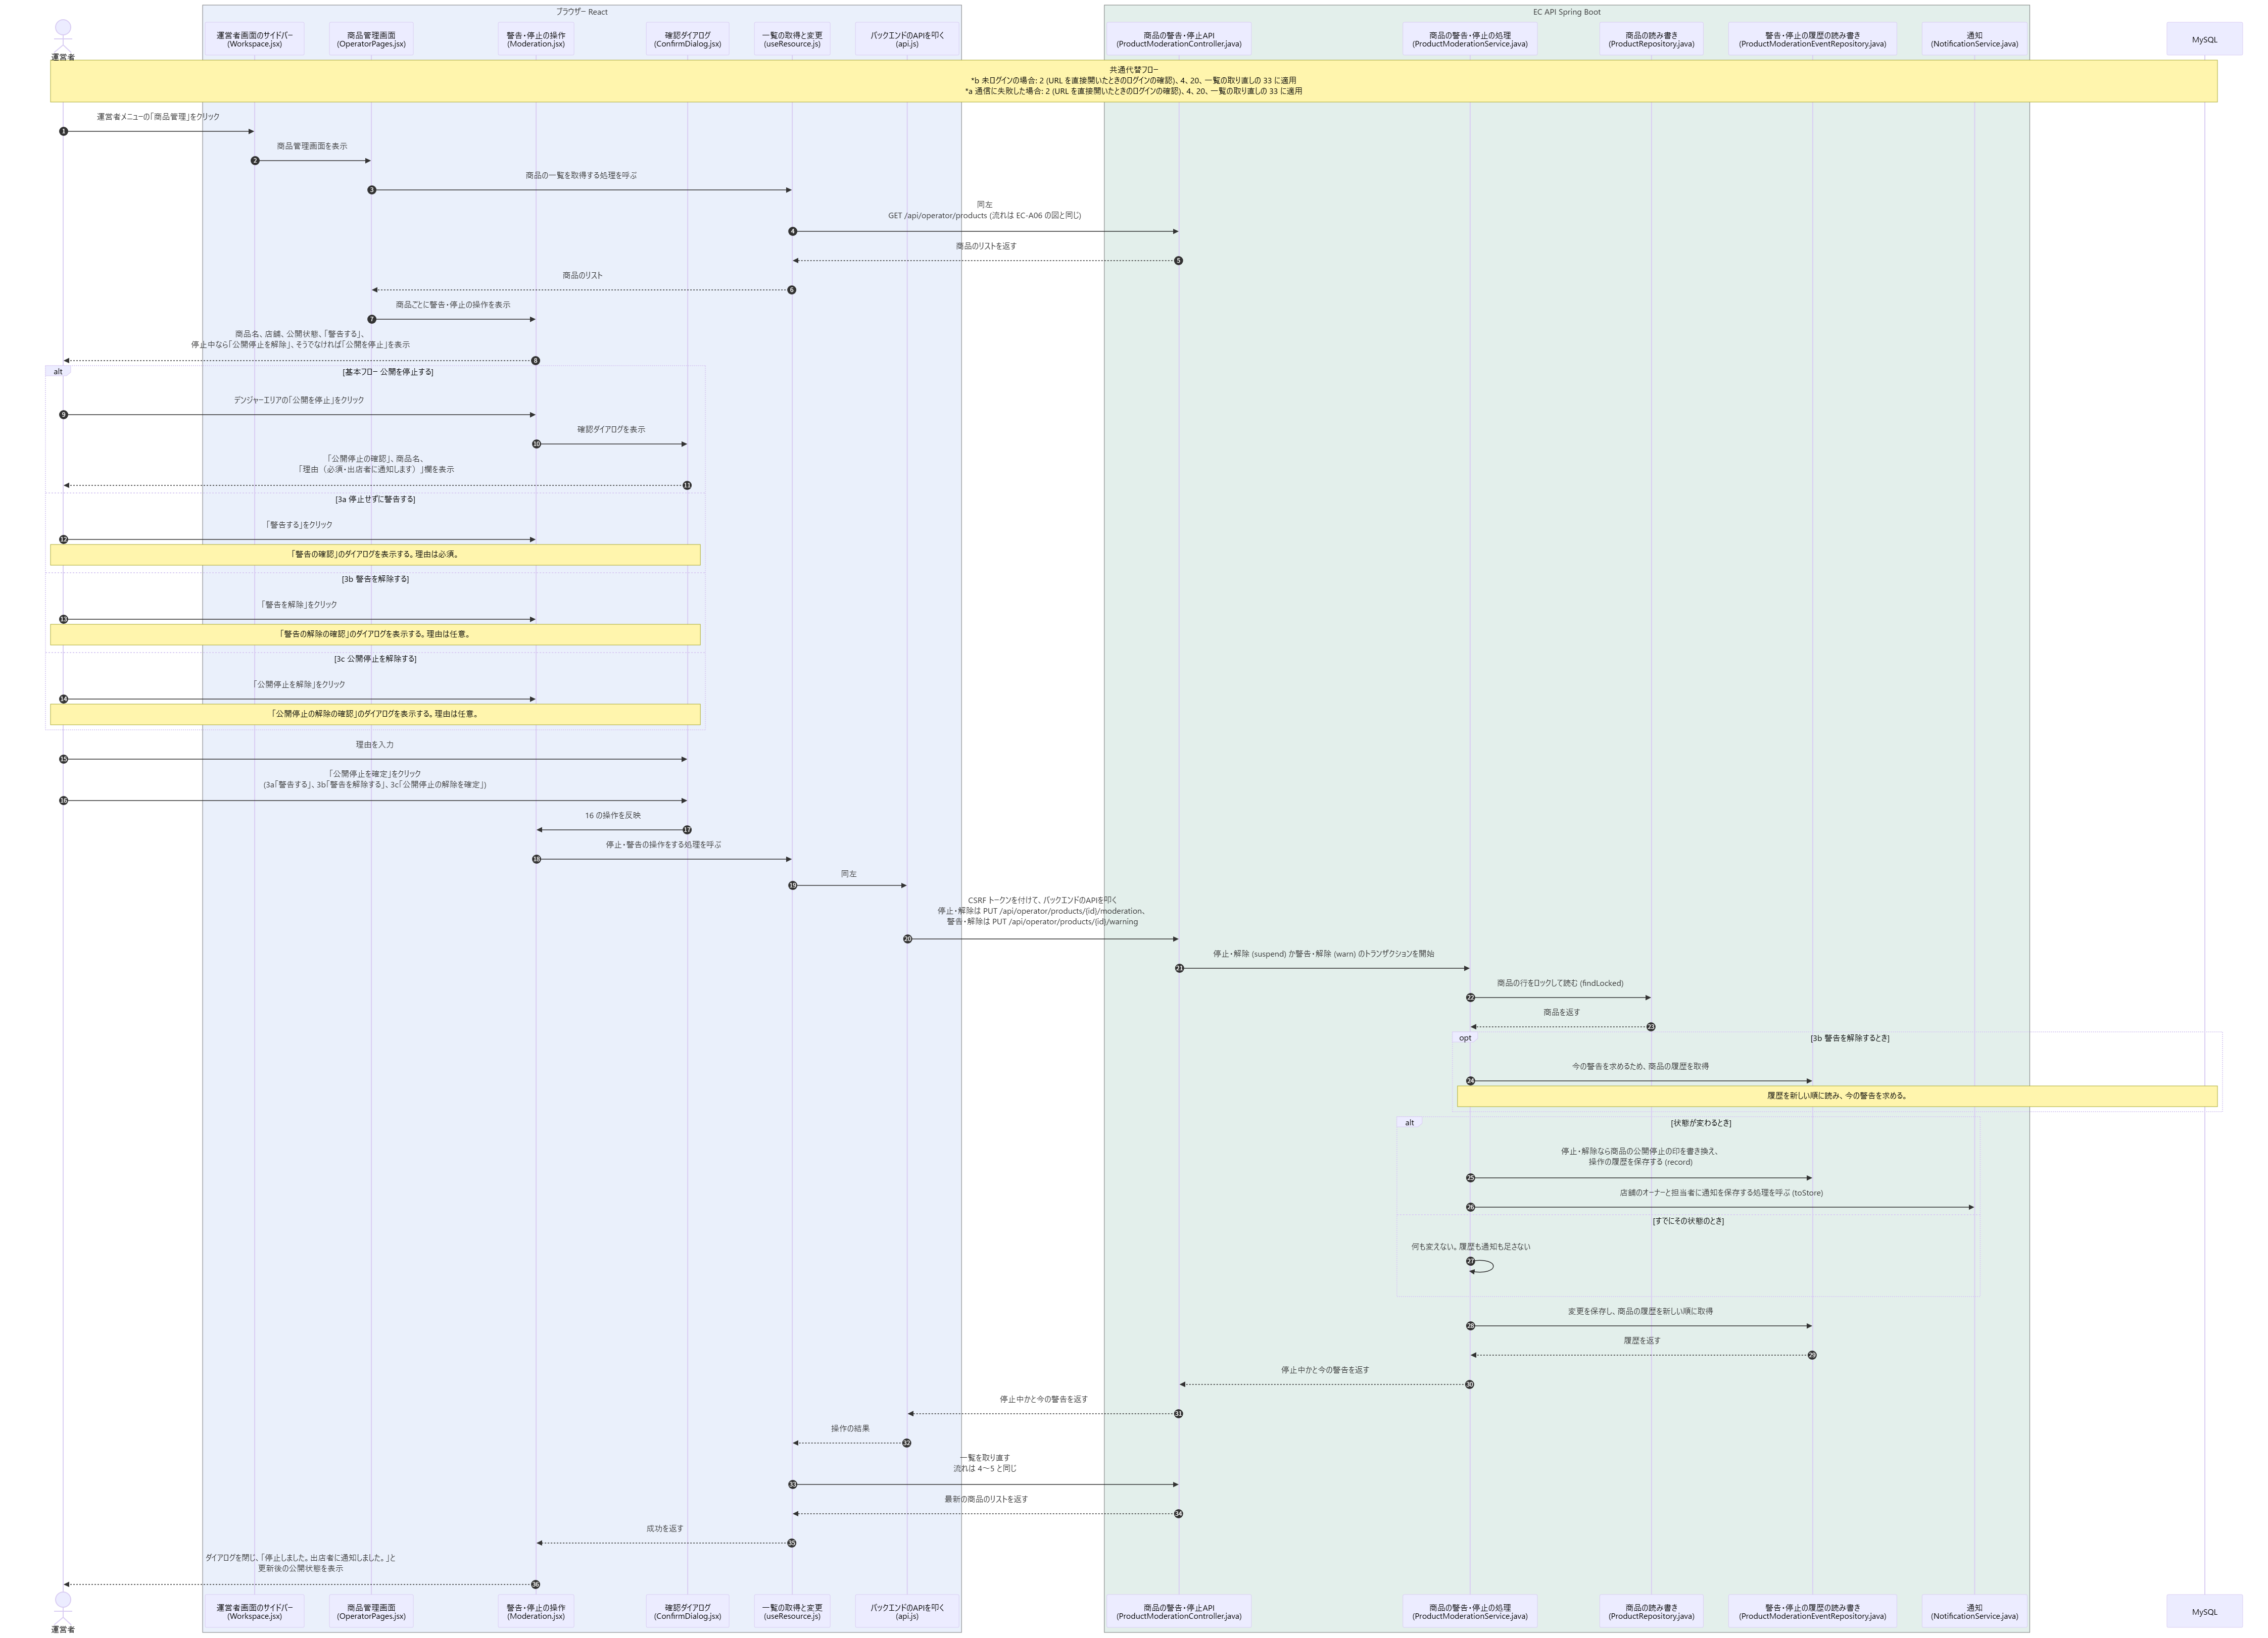 ブラウザー React
EC API Spring Boot
運営者
運営者画面のサイドバー
(Workspace.jsx)
商品管理画面
(OperatorPages.jsx)
警告・停止の操作
(Moderation.jsx)
確認ダイアログ
(ConfirmDialog.jsx)
一覧の取得と変更
(useResource.js)
バックエンドのAPIを叩く
(api.js)
商品の警告・停止API
(ProductModerationController.java)
商品の警告・停止の処理
(ProductModerationService.java)
商品の読み書き
(ProductRepository.java)
警告・停止の履歴の読み書き
(ProductModerationEventRepository.java)
通知
(NotificationService.java)
MySQL
共通代替フロー
*b 未ログインの場合: 2 (URL を直接開いたときのログインの確認)、4、20、一覧の取り直しの 33 に適用
*a 通信に失敗した場合: 2 (URL を直接開いたときのログインの確認)、4、20、一覧の取り直しの 33 に適用
運営者メニューの「商品管理」をクリック
1
商品管理画面を表示
2
商品の一覧を取得する処理を呼ぶ
3
同左
GET /api/operator/products (流れは EC-A06 の図と同じ)
4
商品のリストを返す
5
商品のリスト
6
商品ごとに警告・停止の操作を表示
7
商品名、店舗、公開状態、「警告する」、
停止中なら「公開停止を解除」、そうでなければ「公開を停止」を表示
8
alt
[基本フロー 公開を停止する]
デンジャーエリアの「公開を停止」をクリック
9
確認ダイアログを表示
10
「公開停止の確認」、商品名、
「理由（必須・出店者に通知します）」欄を表示
11
[3a 停止せずに警告する]
「警告する」をクリック
12
「警告の確認」のダイアログを表示する。理由は必須。
[3b 警告を解除する]
「警告を解除」をクリック
13
「警告の解除の確認」のダイアログを表示する。理由は任意。
[3c 公開停止を解除する]
「公開停止を解除」をクリック
14
「公開停止の解除の確認」のダイアログを表示する。理由は任意。
理由を入力
15
「公開停止を確定」をクリック
(3a「警告する」、3b「警告を解除する」、3c「公開停止の解除を確定」)
16
16 の操作を反映
17
停止・警告の操作をする処理を呼ぶ
18
同左
19
CSRF トークンを付けて、バックエンドのAPIを叩く
停止・解除は PUT /api/operator/products/{id}/moderation、
警告・解除は PUT /api/operator/products/{id}/warning
20
停止・解除 (suspend) か警告・解除 (warn) のトランザクションを開始
21
商品の行をロックして読む (findLocked)
22
商品を返す
23
opt
[3b 警告を解除するとき]
今の警告を求めるため、商品の履歴を取得
24
履歴を新しい順に読み、今の警告を求める。
alt
[状態が変わるとき]
停止・解除なら商品の公開停止の印を書き換え、
操作の履歴を保存する (record)
25
店舗のオーナーと担当者に通知を保存する処理を呼ぶ (toStore)
26
[すでにその状態のとき]
何も変えない。履歴も通知も足さない
27
変更を保存し、商品の履歴を新しい順に取得
28
履歴を返す
29
停止中かと今の警告を返す
30
停止中かと今の警告を返す
31
操作の結果
32
一覧を取り直す
流れは 4～5 と同じ
33
最新の商品のリストを返す
34
成功を返す
35
ダイアログを閉じ、「停止しました。出店者に通知しました。」と
更新後の公開状態を表示
36
運営者
運営者画面のサイドバー
(Workspace.jsx)
商品管理画面
(OperatorPages.jsx)
警告・停止の操作
(Moderation.jsx)
確認ダイアログ
(ConfirmDialog.jsx)
一覧の取得と変更
(useResource.js)
バックエンドのAPIを叩く
(api.js)
商品の警告・停止API
(ProductModerationController.java)
商品の警告・停止の処理
(ProductModerationService.java)
商品の読み書き
(ProductRepository.java)
警告・停止の履歴の読み書き
(ProductModerationEventRepository.java)
通知
(NotificationService.java)
MySQL